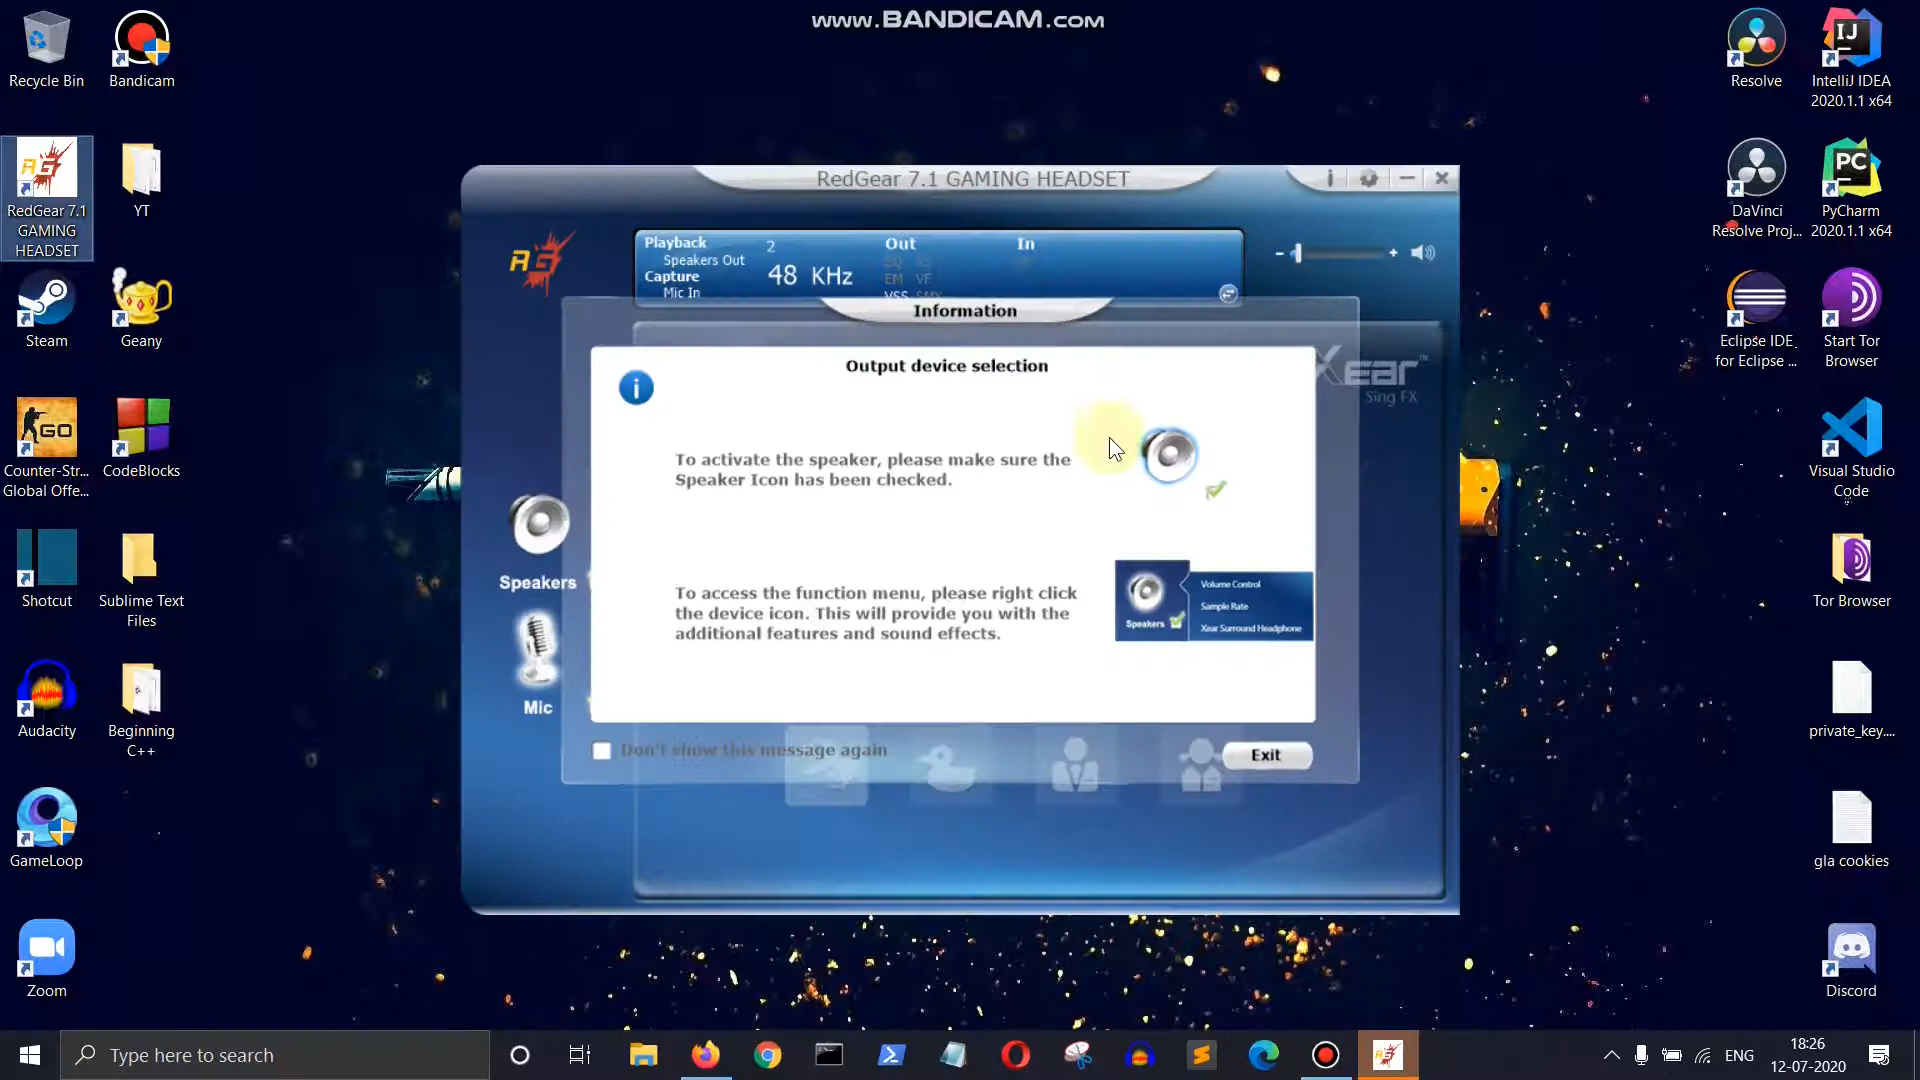 www.BANDICAM.com
Recycle Bin
Bandicam
RedGear 7.1
GAMING
HEADSET
YT
Steam
Geany
Counter-Str...
Global Offe...
CodeBlocks
Shotcut
Sublime Text
Files
Audacity
Beginning
C++
GameLoop
Zoom
RedGear 7.1 GAMING HEADSET
Playback
2
Out
In
Speakers Out
Capture
48 KHz
EM VF
Mic In
VSS
Information
Output device selection
To activate the speaker, please make sure the
Speaker Icon has been checked.
To access the function menu, please right click
the device icon. This will provide you with the
additional features and sound effects.
Volume Control
Sample Rate
Xear Surround Headphone
Speakers
Don't show this message again
Exit
Speakers
Mic
Xear™
Sing FX
Resolve
IntelliJ IDEA
2020.1.1 x64
DaVinci
Resolve Proj...
PyCharm
2020.1.1 x64
Eclipse IDE
for Eclipse ...
Start Tor
Browser
Visual Studio
Code
Tor Browser
private_key....
gla cookies
Discord
Type here to search
ENG
18:26
12-07-2020